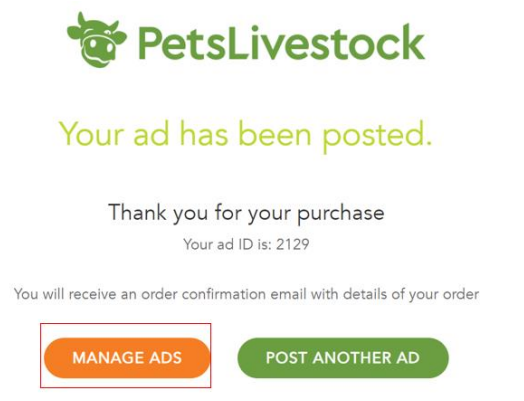 PetsLivestock
Your ad has been posted.
Thank you for your purchase
Your ad ID is: 2129
You will receive an order confirmation email with details of your order
MANAGE ADS
POST ANOTHER AD